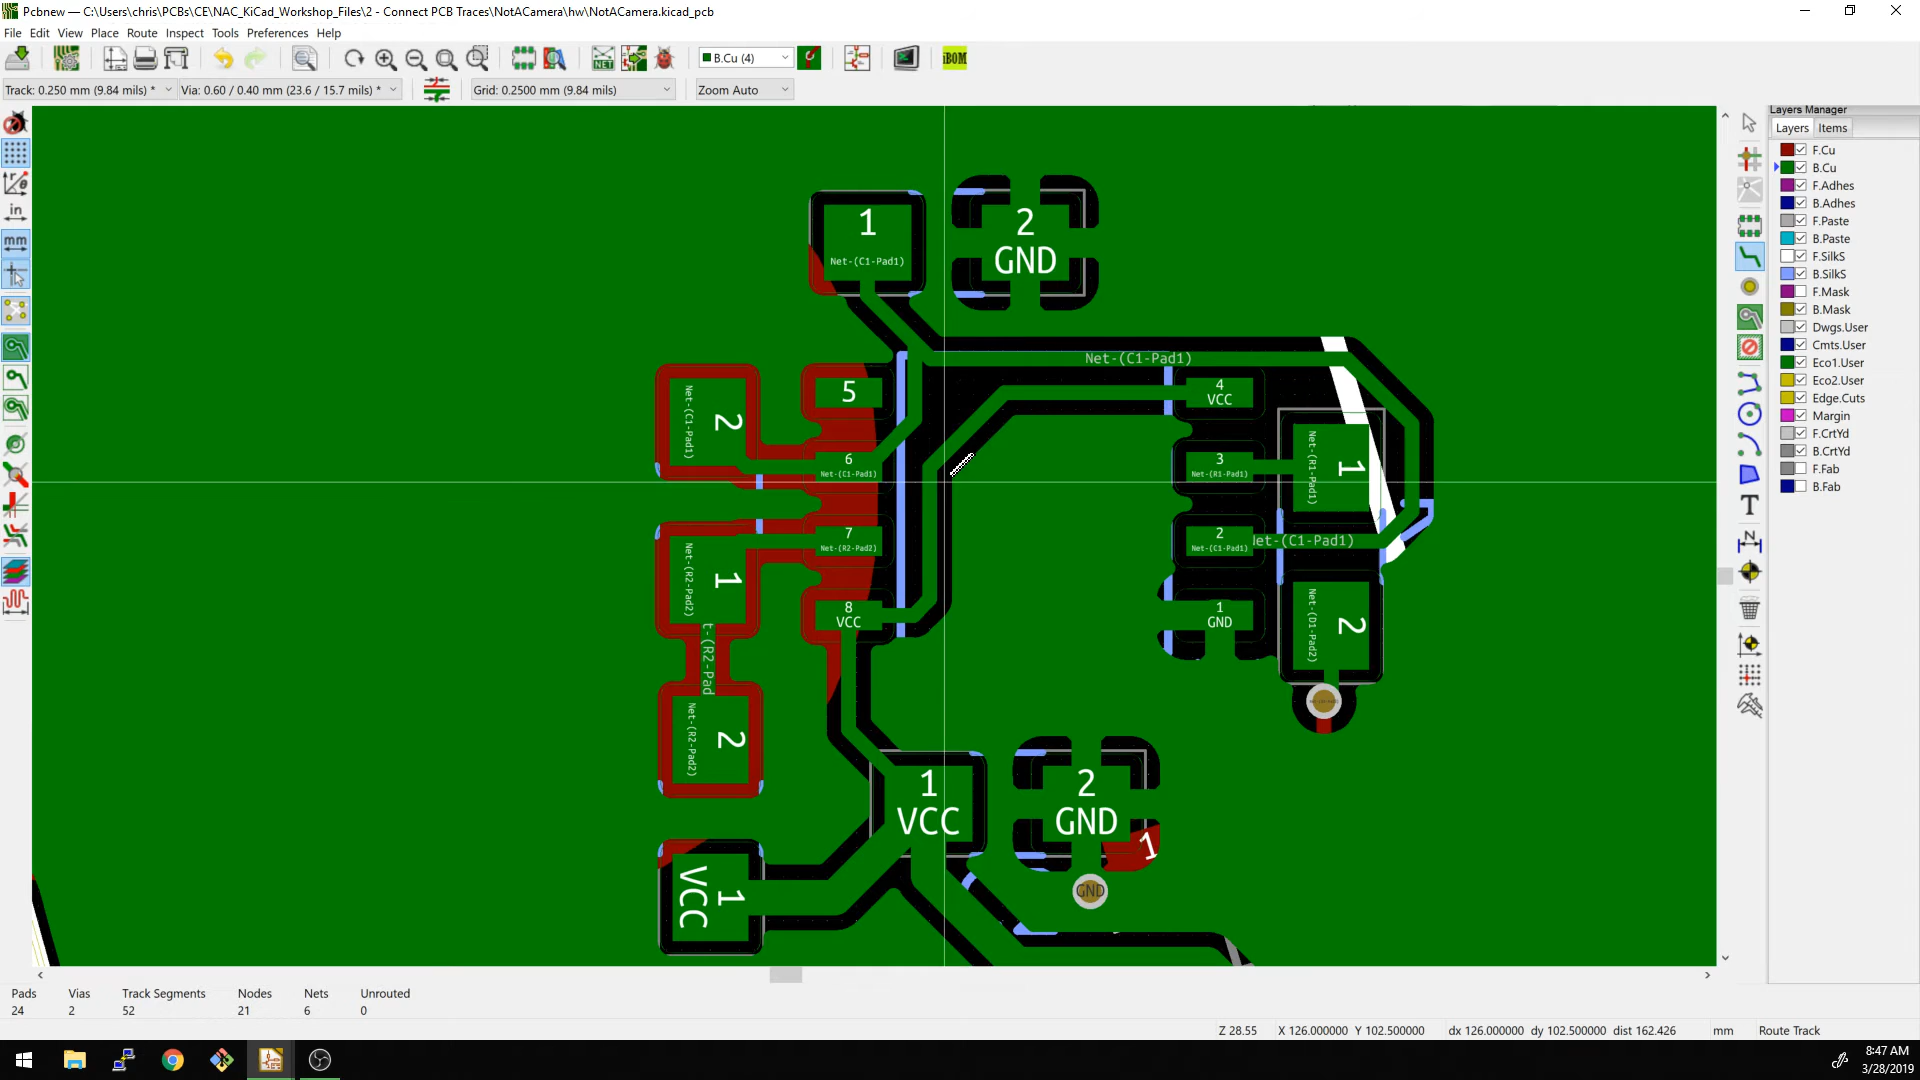 Pcbnew — C:\Users\chris\PCBs\CE\NAC_KiCad_Workshop_Files\2 - Connect PCB Traces\NotACamera\hw\NotACamera.kicad_pcb
File Edit View Place Route Inspect Tools Preferences Help
NET
B.Cu (4)
iBOM
Track: 0.250 mm (9.84 mils) *
Via: 0.60 / 0.40 mm (23.6 / 15.7 mils) *
Grid: 0.2500 mm (9.84 mils)
Zoom Auto
in
mm
1
Net-(C1-Pad1)
2
GND
Net-(C1-Pad1)
2
Net-(C1-Pad1)
5
6
Net-(C1-Pad1)
7
Net-(R2-Pad2)
8
VCC
4
VCC
3
Net-(R1-Pad1)
2
Net-(C1-Pad1)
1
GND
1
Net-(R1-Pad1)
Net-(C1-Pad1)
2
Net-(D1-Pad2)
1
Net-(R2-Pad2)
t-(R2-Pad
2
Net-(R2-Pad2)
1
VCC
2
GND
1
GND
1
VCC
Layers Manager
Layers Items
F.Cu
B.Cu
F.Adhes
B.Adhes
F.Paste
B.Paste
F.SilkS
B.SilkS
F.Mask
B.Mask
Dwgs.User
Cmts.User
Eco1.User
Eco2.User
Edge.Cuts
Margin
F.CrtYd
B.CrtYd
F.Fab
B.Fab
T
N
Pads Vias Track Segments Nodes Nets Unrouted
24 2 52 21 6 0
Z 28.55 X 126.000000 Y 102.500000 dx 126.000000 dy 102.500000 dist 162.426 mm Route Track
8:47 AM
3/28/2019